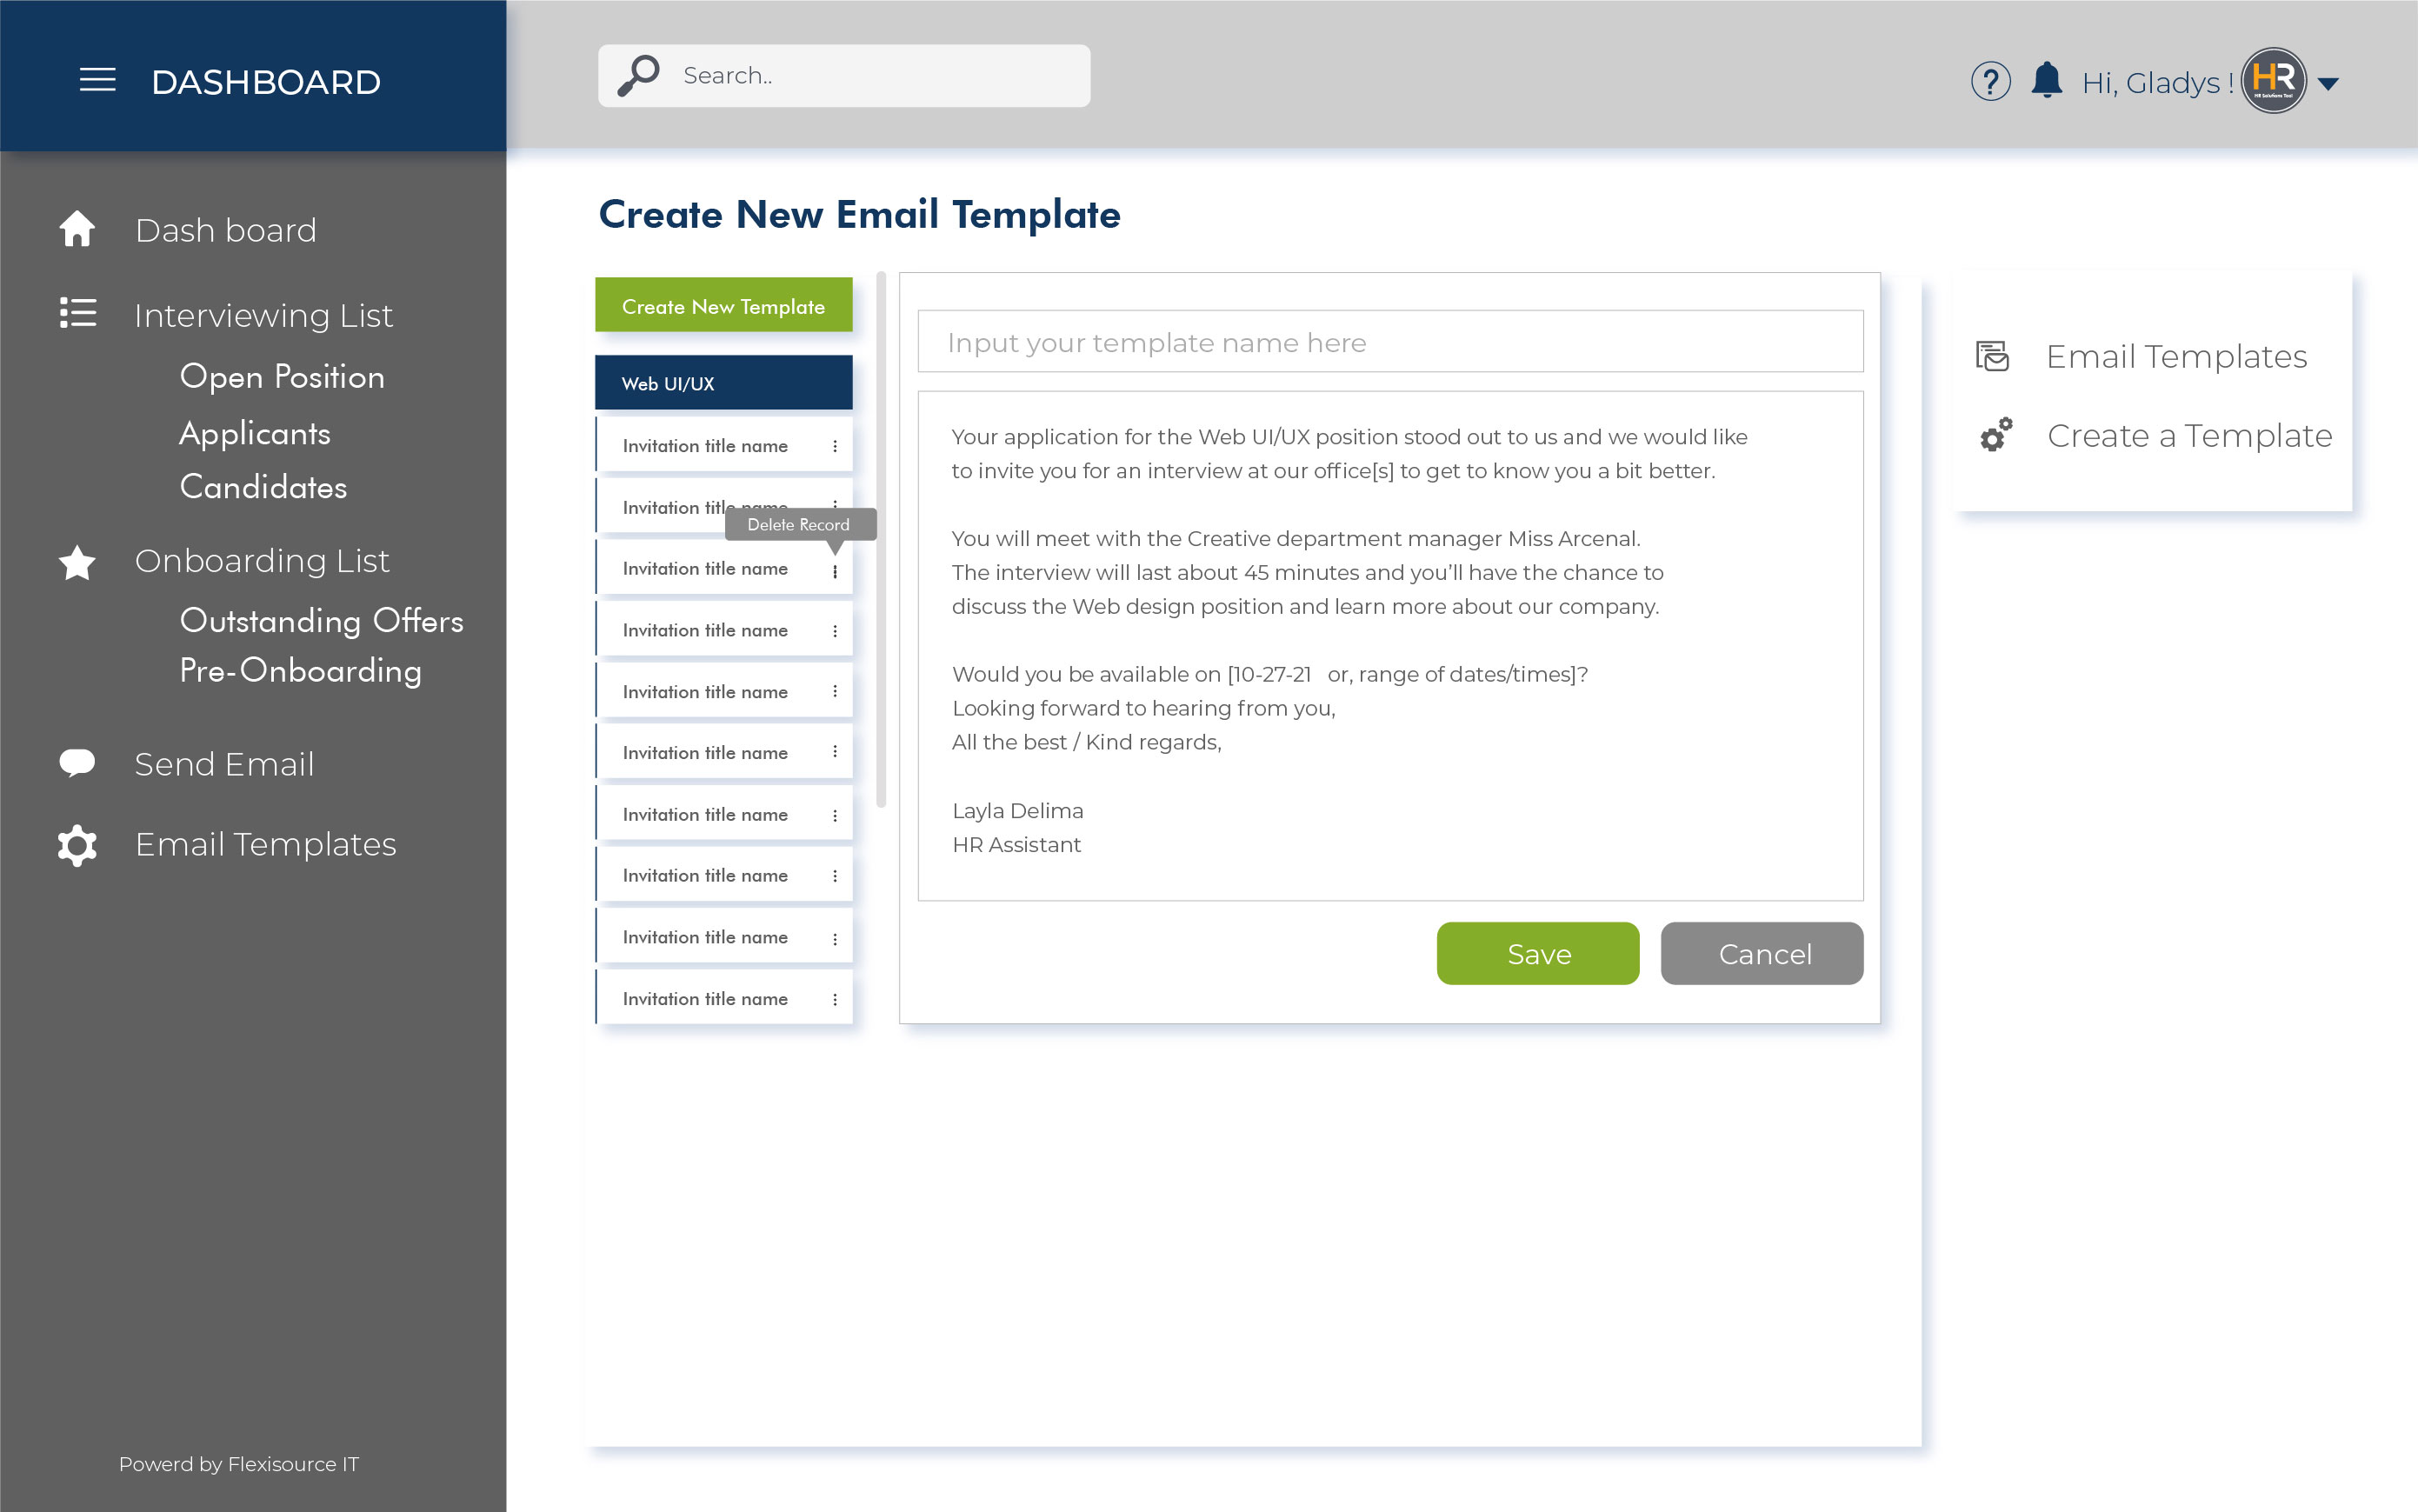 DASHBOARD
Search..
Hi, Gladys !
HR
HR Solutions Tool
Dash board
Interviewing List
Open Position
Applicants
Candidates
Onboarding List
Outstanding Offers
Pre-Onboarding
Send Email
Email Templates
Powerd by Flexisource IT
Create New Email Template
Create New Template
Web UI/UX
Invitation title name
Invitation title name
Delete Record
Invitation title name
Invitation title name
Invitation title name
Invitation title name
Invitation title name
Invitation title name
Invitation title name
Invitation title name
Input your template name here
Your application for the Web UI/UX position stood out to us and we would like
to invite you for an interview at our office[s] to get to know you a bit better.
You will meet with the Creative department manager Miss Arcenal.
The interview will last about 45 minutes and you’ll have the chance to
discuss the Web design position and learn more about our company.
Would you be available on [10-27-21   or, range of dates/times]?
Looking forward to hearing from you,
All the best / Kind regards,
Layla Delima
HR Assistant
Save
Cancel
Email Templates
Create a Template